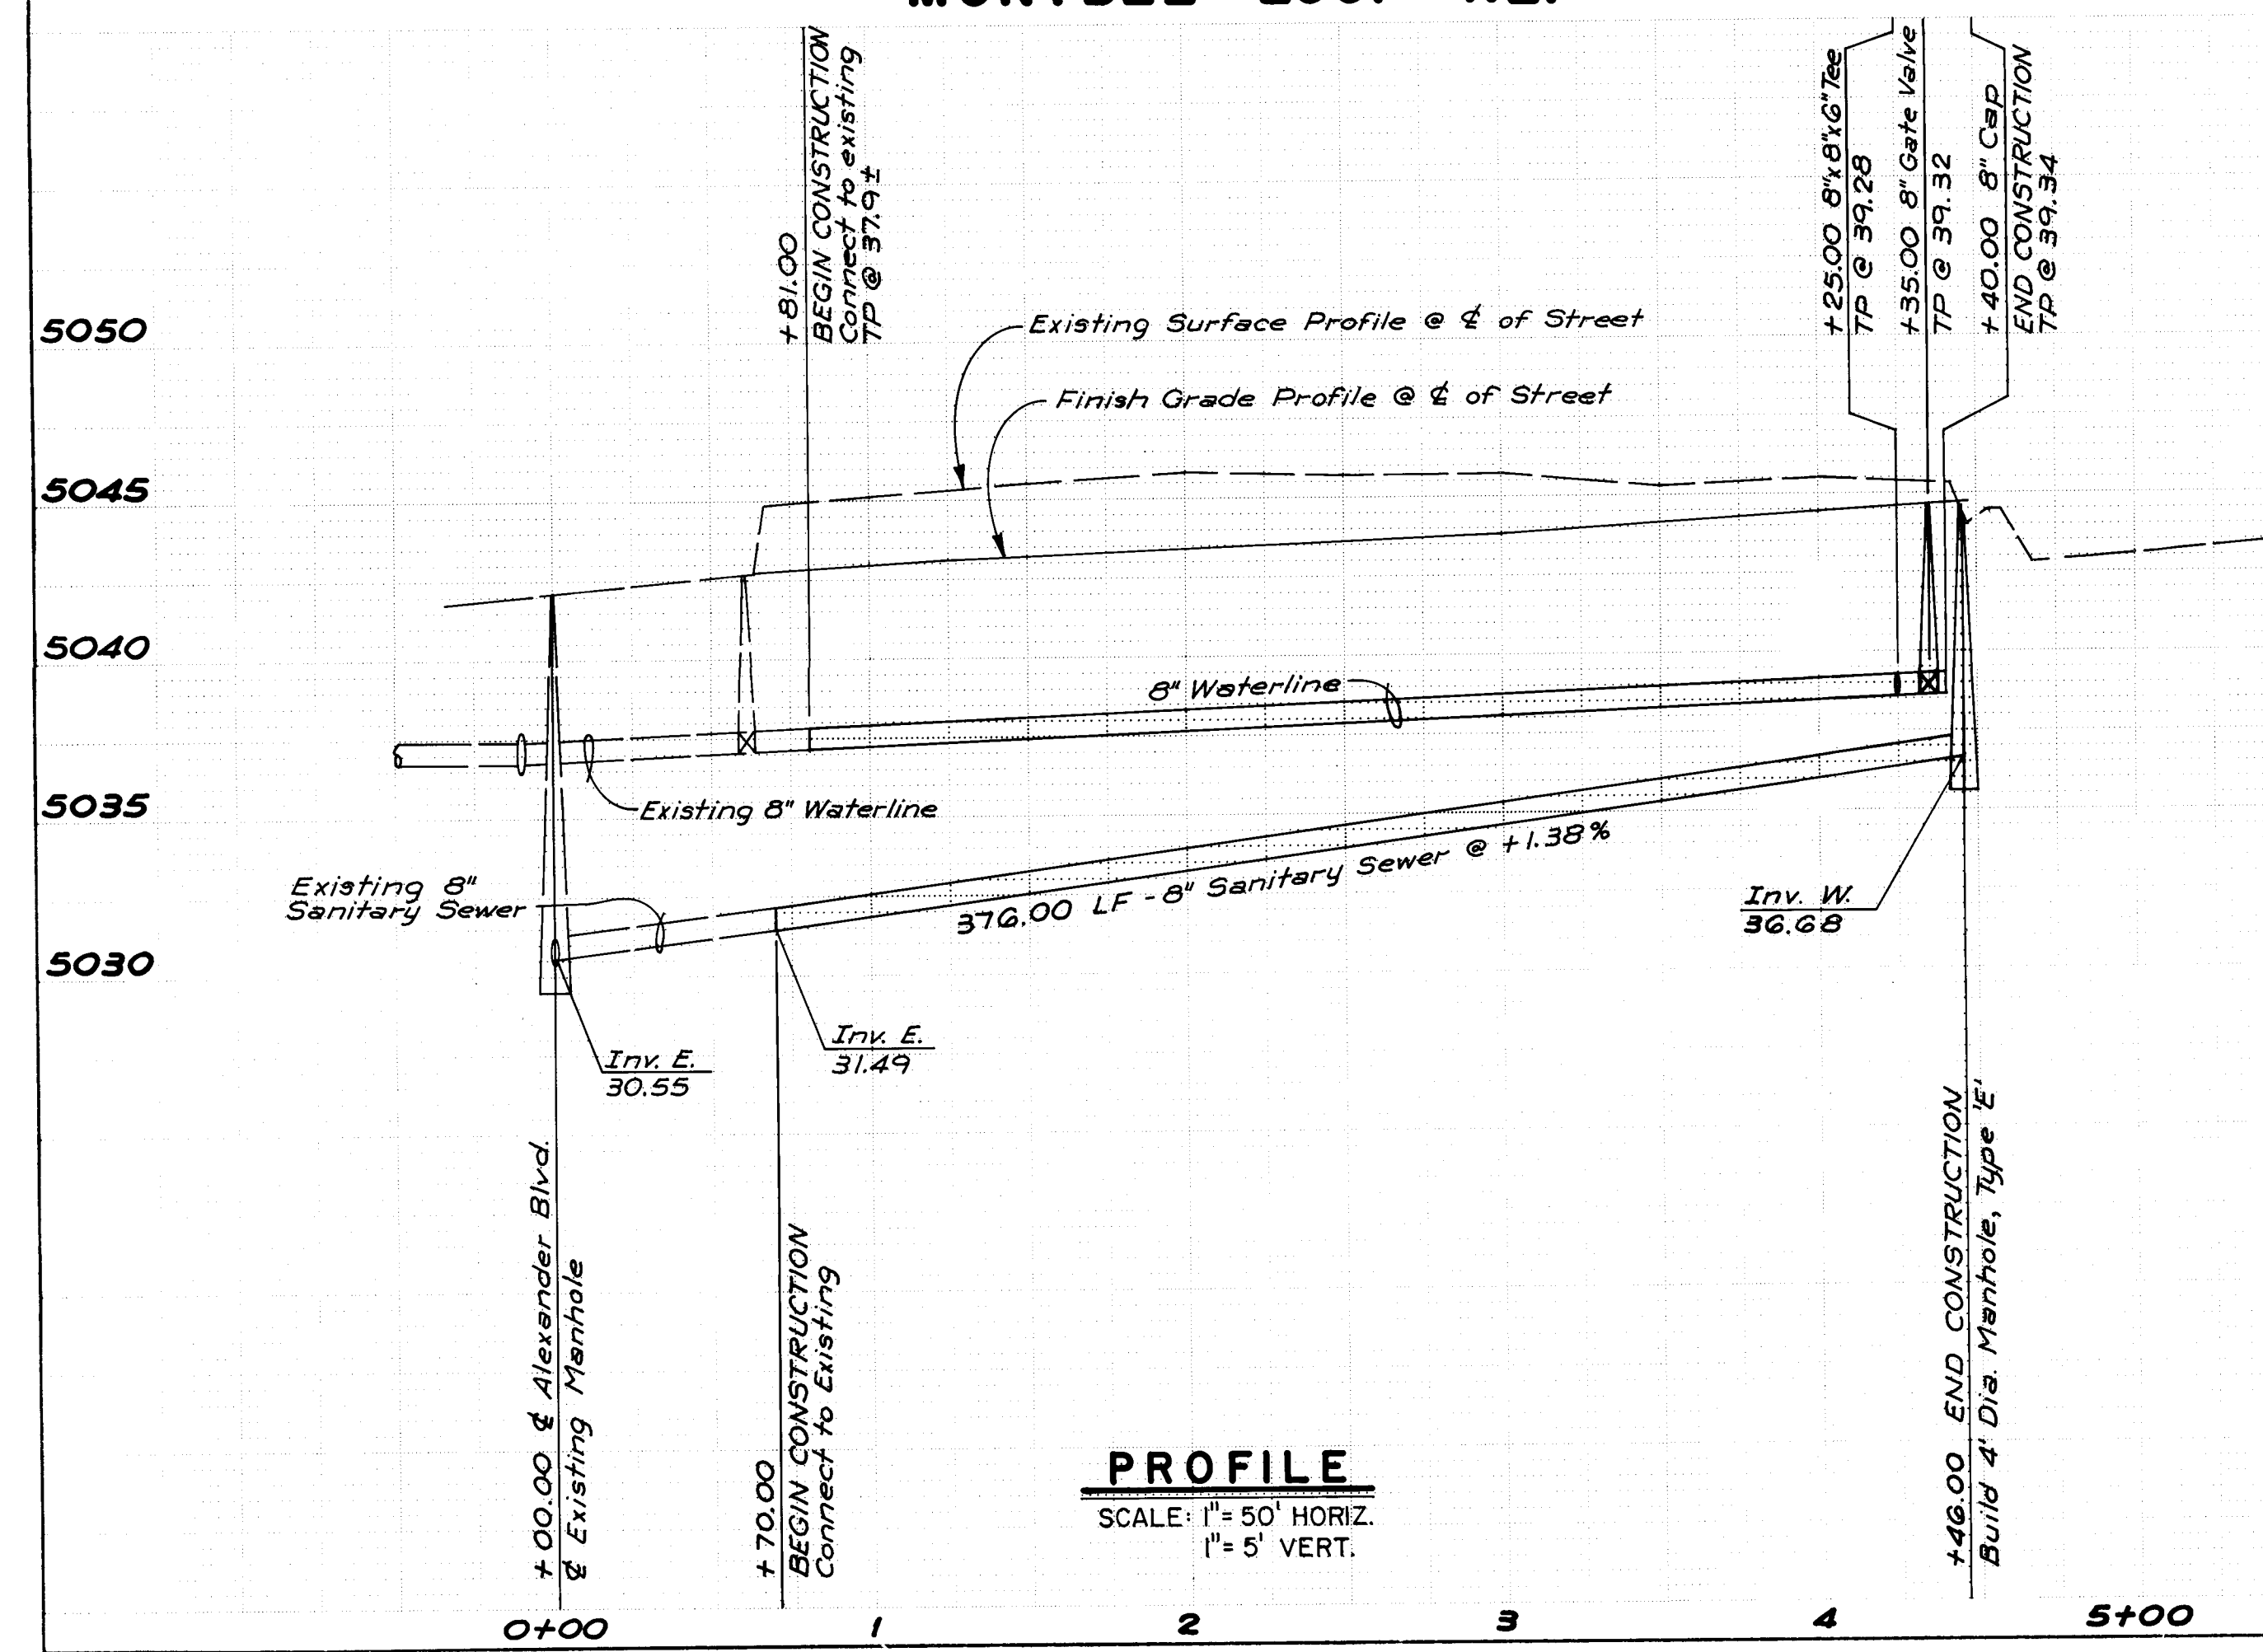 +81.00
BEGIN CONSTRUCTION
Connect to existing
TP @ 37.9±
+25.00 8"x8"x6" Tee
TP @ 39.28
+35.00 8" Gate Valve
TP @ 39.32
+40.00 8" Cap
END CONSTRUCTION
TP @ 39.34
5050
Existing Surface Profile @ ℄ of Street
Finish Grade Profile @ ℄ of Street
5045
5040
8" Waterline
5035
Existing 8" Waterline
376.00 LF - 8" Sanitary Sewer @ +1.38%
Existing 8"
Sanitary Sewer
Inv. W.
36.68
5030
Inv. E.
30.55
Inv. E.
31.49
+00.00 ℄ Alexander Blvd.
℄ Existing Manhole
+70.00
BEGIN CONSTRUCTION
Connect to Existing
+46.00 END CONSTRUCTION
Build 4' Dia. Manhole, Type 'E'
PROFILE
SCALE: 1"= 50' HORIZ.
1"= 5' VERT.
0+00 1 2 3 4 5+00